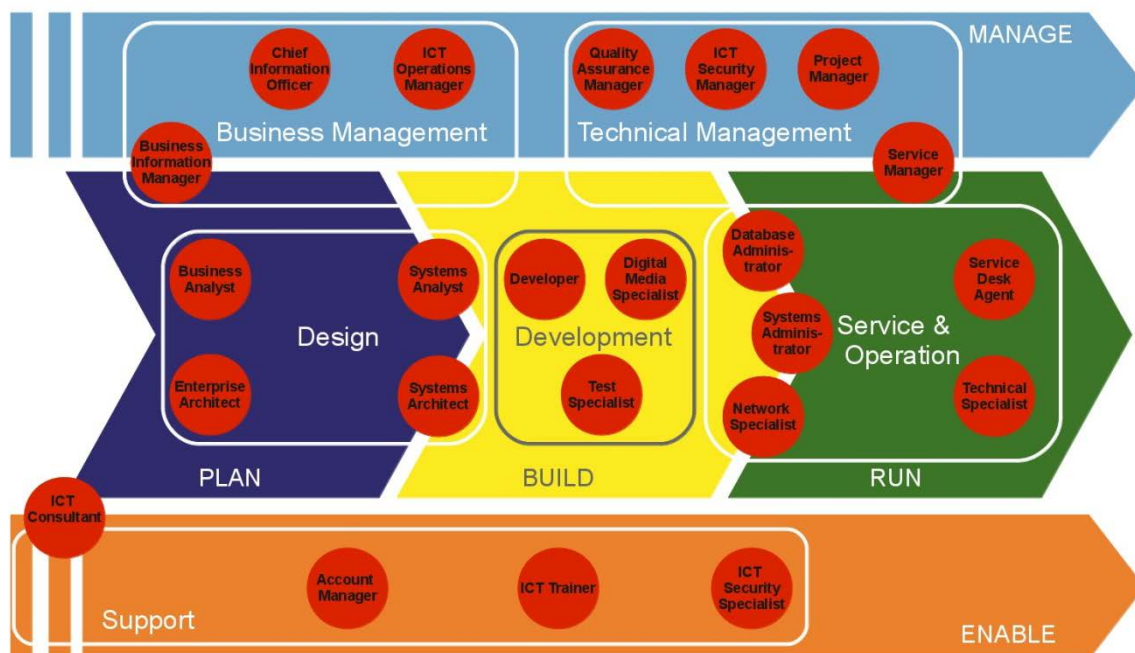 MANAGE
Chief
Information
Officer
ICT
Operations
Manager
Quality
Assurance
Manager
ICT
Security
Manager
Project
Manager
Business Management
Technical Management
Business
Information
Manager
Service
Manager
Business
Analyst
Systems
Analyst
Developer
Digital
Media
Specialist
Database
Adminis-
trator
Service
Desk
Agent
Design
Development
Systems
Adminis-
trator
Service &
Operation
Enterprise
Architect
Systems
Architect
Test
Specialist
Network
Specialist
Technical
Specialist
PLAN
BUILD
RUN
ICT
Consultant
Account
Manager
ICT Trainer
ICT
Security
Specialist
Support
ENABLE